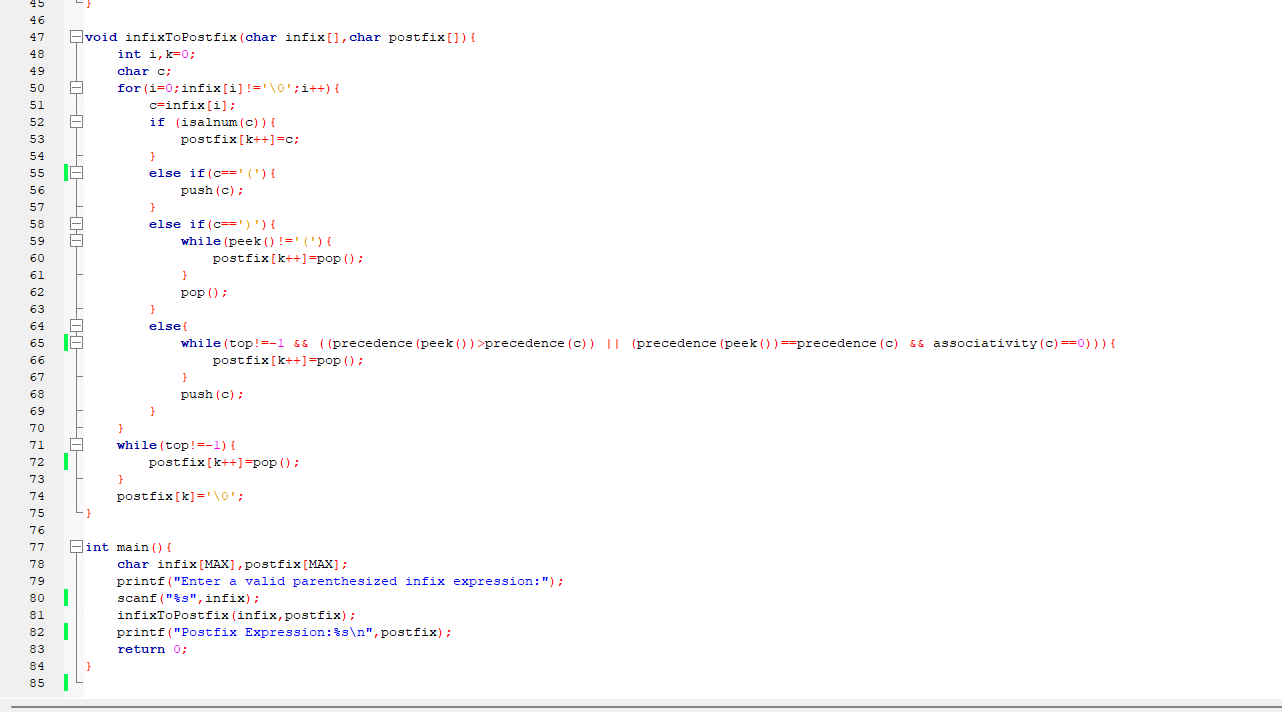 45 }
46
47 void infixToPostfix(char infix[],char postfix[]){
48     int i,k=0;
49     char c;
50     for(i=0;infix[i]!='\0';i++){
51         c=infix[i];
52         if (isalnum(c)){
53             postfix[k++]=c;
54         }
55         else if(c=='('){
56             push(c);
57         }
58         else if(c==')'){
59             while(peek()!='('){
60                 postfix[k++]=pop();
61             }
62             pop();
63         }
64         else{
65             while(top!=-1 && ((precedence(peek())>precedence(c)) || (precedence(peek())==precedence(c) && associativity(c)==0))){
66                 postfix[k++]=pop();
67             }
68             push(c);
69         }
70     }
71     while(top!=-1){
72         postfix[k++]=pop();
73     }
74     postfix[k]='\0';
75 }
76
77 int main(){
78     char infix[MAX],postfix[MAX];
79     printf("Enter a valid parenthesized infix expression:");
80     scanf("%s",infix);
81     infixToPostfix(infix,postfix);
82     printf("Postfix Expression:%s\n",postfix);
83     return 0;
84 }
85